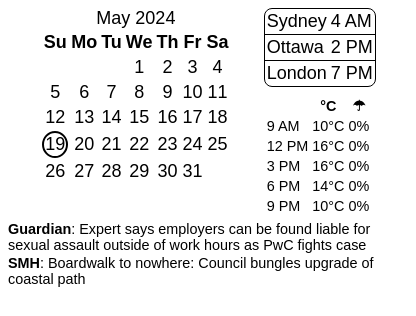 May 2024
Su Mo Tu We Th Fr Sa
1 2 3 4
5 6 7 8 9 10 11
12 13 14 15 16 17 18
19 20 21 22 23 24 25
26 27 28 29 30 31
Sydney 4 AM
Ottawa 2 PM
London 7 PM
°C ☂
9 AM 10°C 0%
12 PM 16°C 0%
3 PM 16°C 0%
6 PM 14°C 0%
9 PM 10°C 0%
Guardian: Expert says employers can be found liable for
sexual assault outside of work hours as PwC fights case
SMH: Boardwalk to nowhere: Council bungles upgrade of
coastal path